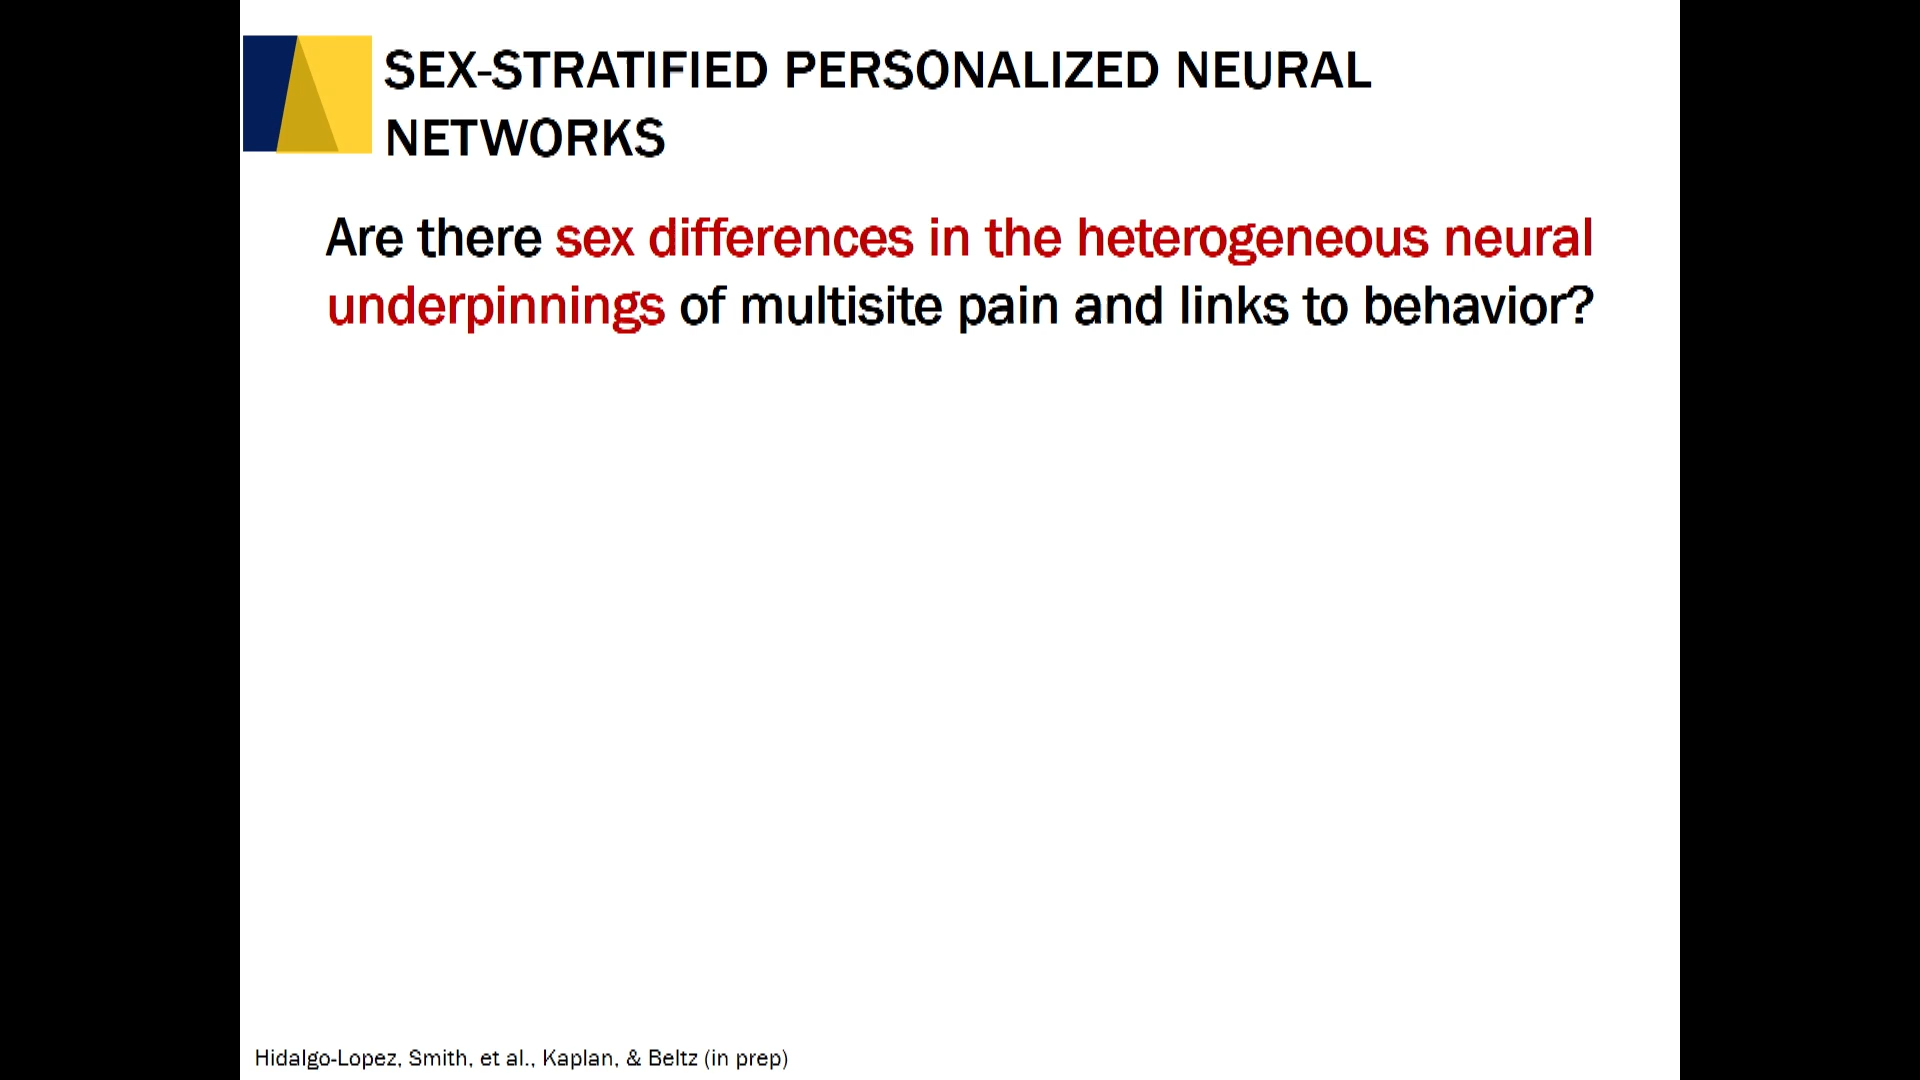 SEX-STRATIFIED PERSONALIZED NEURAL
NETWORKS
Are there sex differences in the heterogeneous neural
underpinnings of multisite pain and links to behavior?
Hidalgo-Lopez, Smith, et al., Kaplan, & Beltz (in prep)